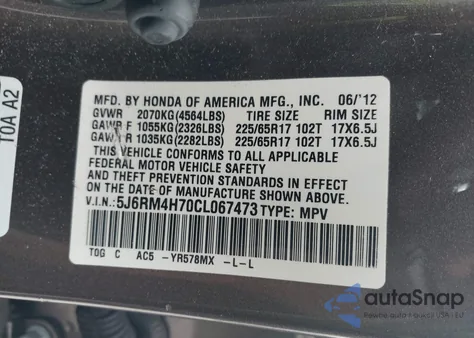 T0A A2
MFD. BY HONDA OF AMERICA MFG., INC. 06/'12
GVWR 2070KG(4564LBS) TIRE SIZE RIM SIZE
GAWR F 1055KG(2326LBS) 225/65R17 102T 17X6.5J
GAWR R 1035KG(2282LBS) 225/65R17 102T 17X6.5J
THIS VEHICLE CONFORMS TO ALL APPLICABLE
FEDERAL MOTOR VEHICLE SAFETY, BUMPER,
AND THEFT PREVENTION STANDARDS IN EFFECT
ON THE DATE OF MANUFACTURE SHOWN ABOVE.
V.I.N.: 5J6RM4H70CL067473 TYPE: MPV
T0G C AC5 -YR578MX -L-L
autoSnap